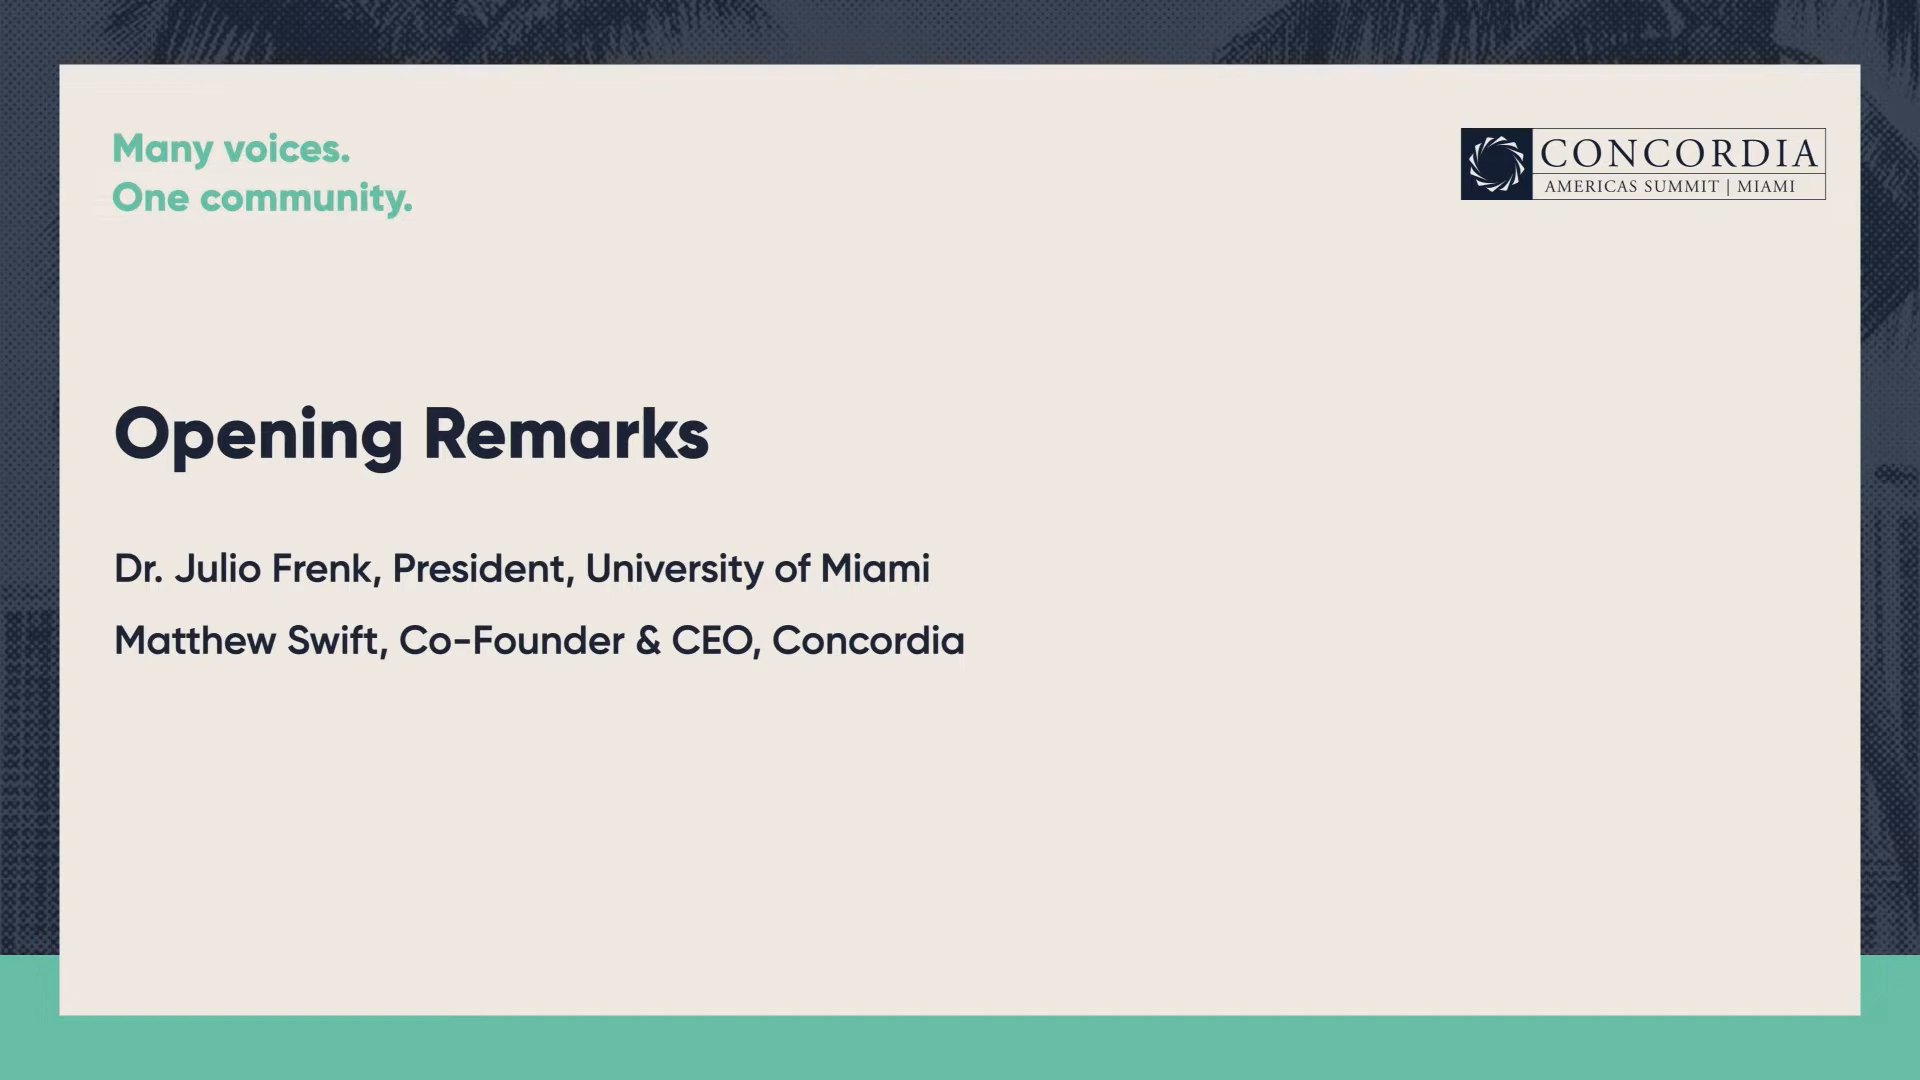 Many voices.
One community.
CONCORDIA
AMERICAS SUMMIT | MIAMI
Opening Remarks
Dr. Julio Frenk, President, University of Miami
Matthew Swift, Co-Founder & CEO, Concordia